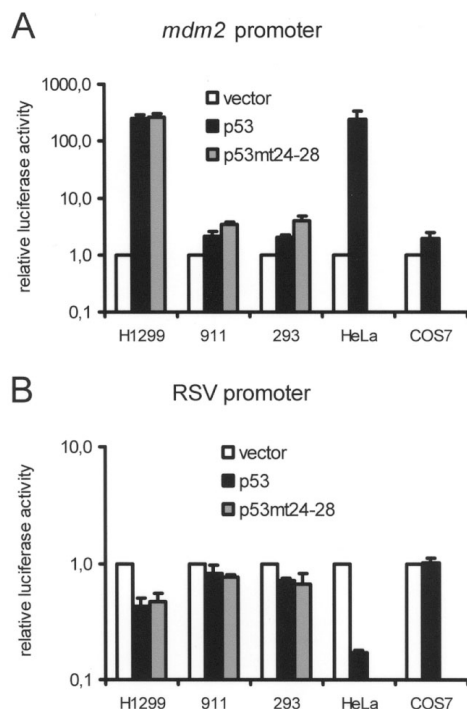 A
mdm2 promoter
relative luciferase activity
1000,0
100,0
10,0
1,0
0,1
vector
p53
p53mt24-28
H1299 911 293 HeLa COS7
B
RSV promoter
relative luciferase activity
10,0
1,0
0,1
vector
p53
p53mt24-28
H1299 911 293 HeLa COS7